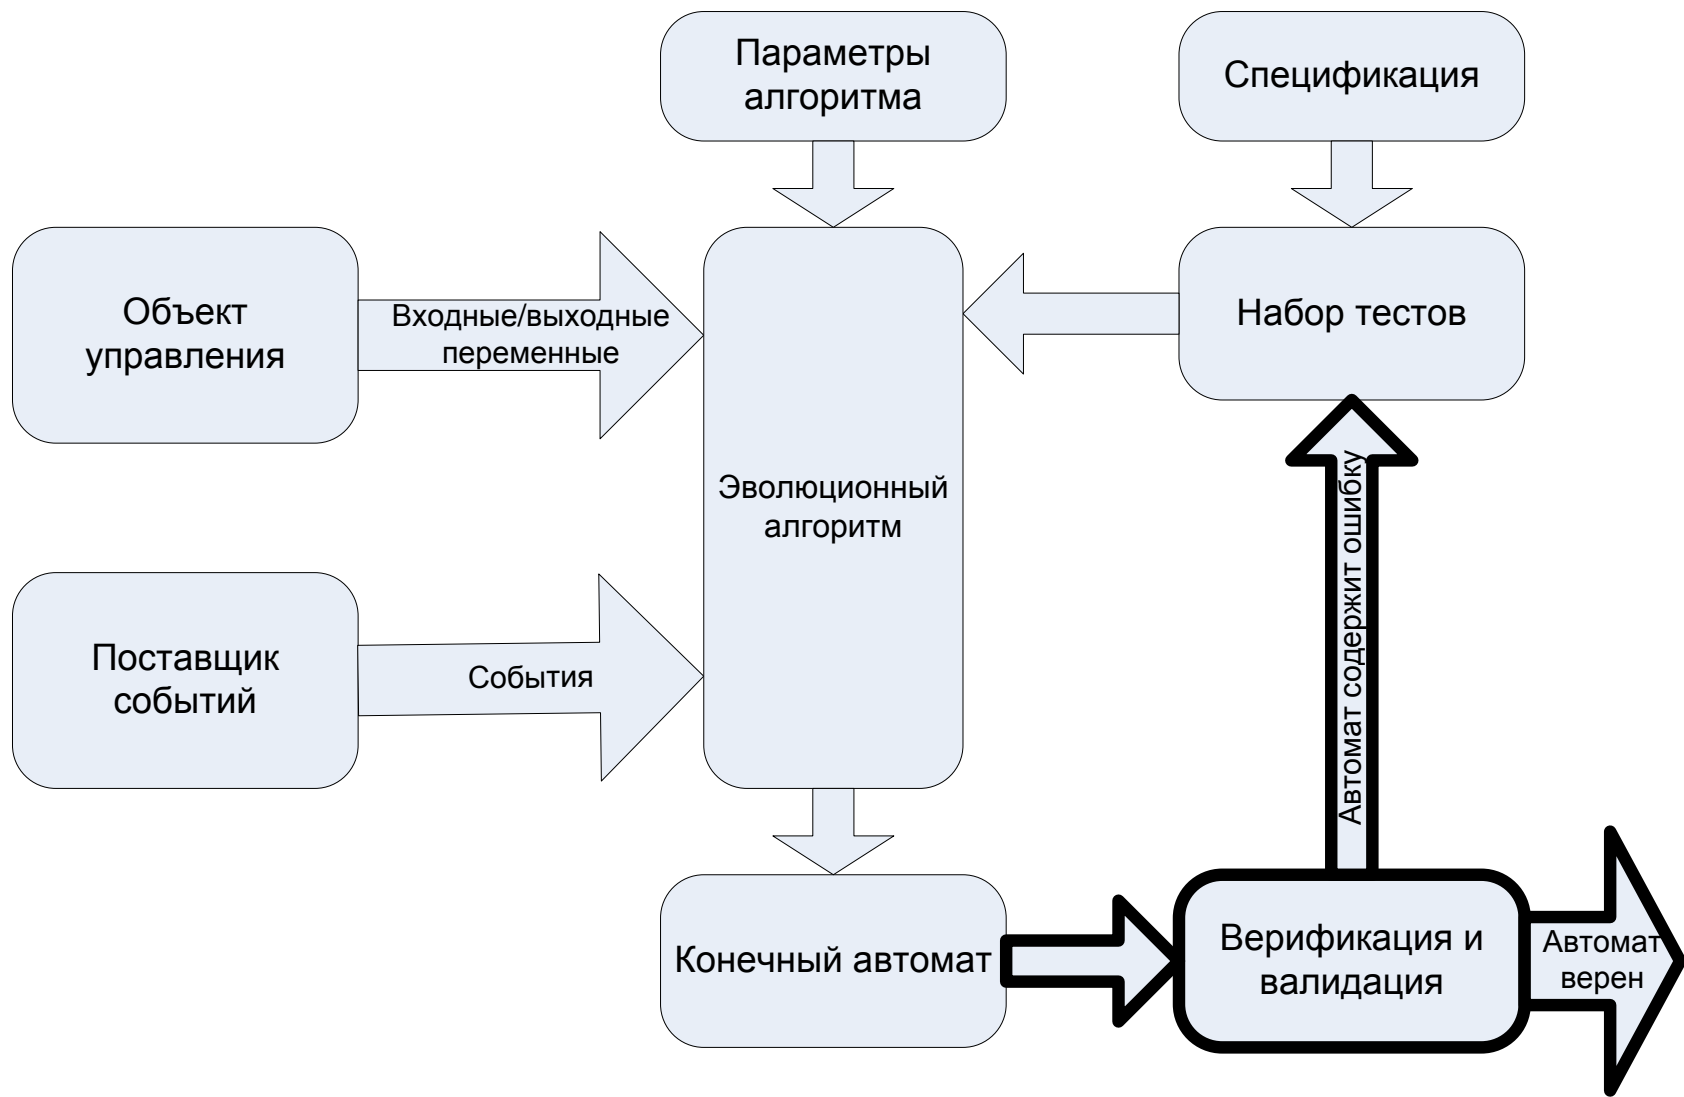 Параметры
алгоритма
Спецификация
Объект
управления
Входные/выходные
переменные
Набор тестов
Эволюционный
алгоритм
Поставщик
событий
События
Автомат содержит ошибку
Конечный автомат
Верификация и
валидация
Автомат
верен